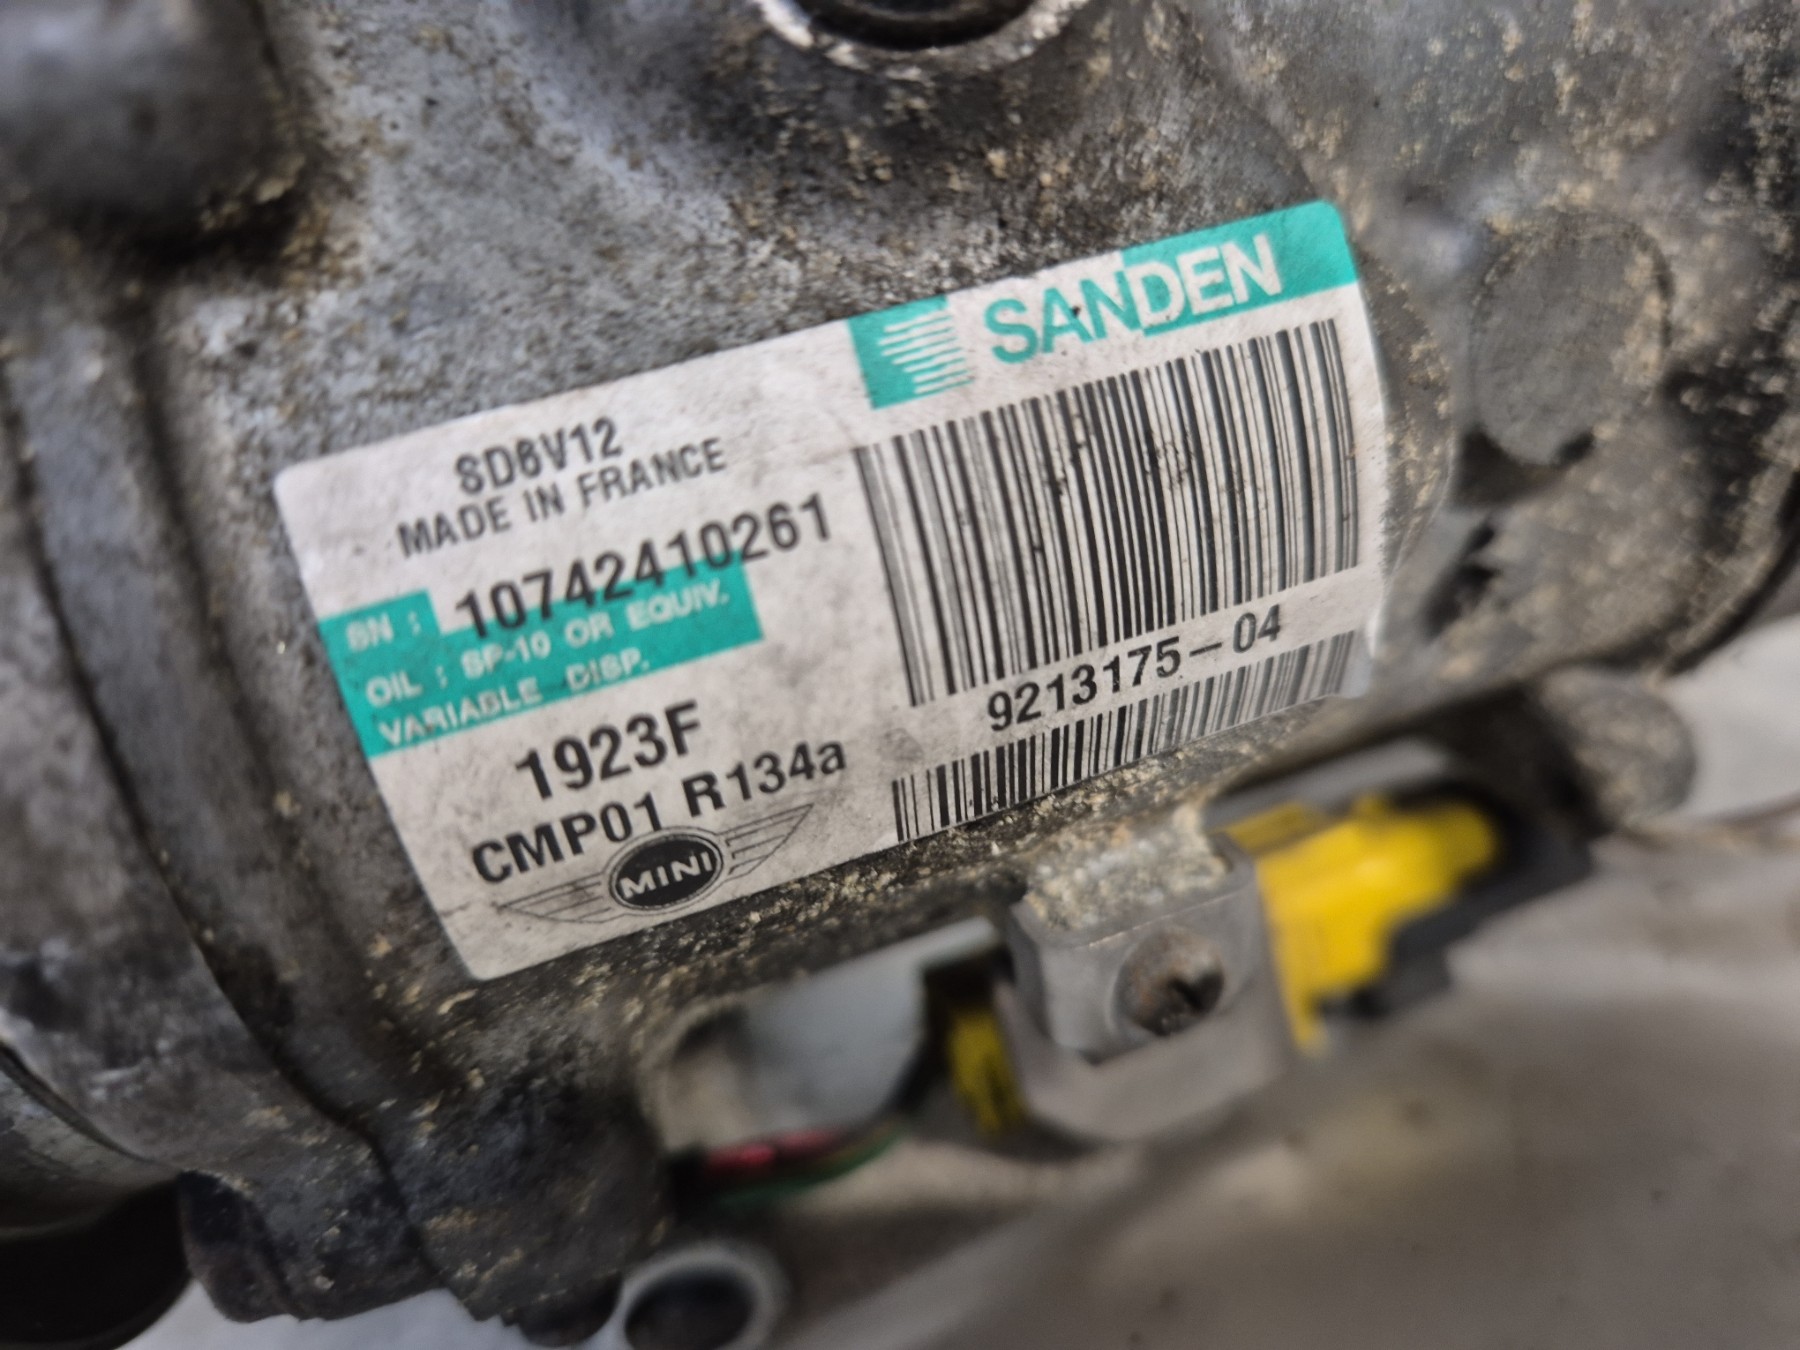 SANDEN
SD6V12
MADE IN FRANCE
SN : 10742410261
OIL : SP-10 OR EQUIV.
VARIABLE DISP.
1923F
CMP01 R134a
MINI
9213175-04